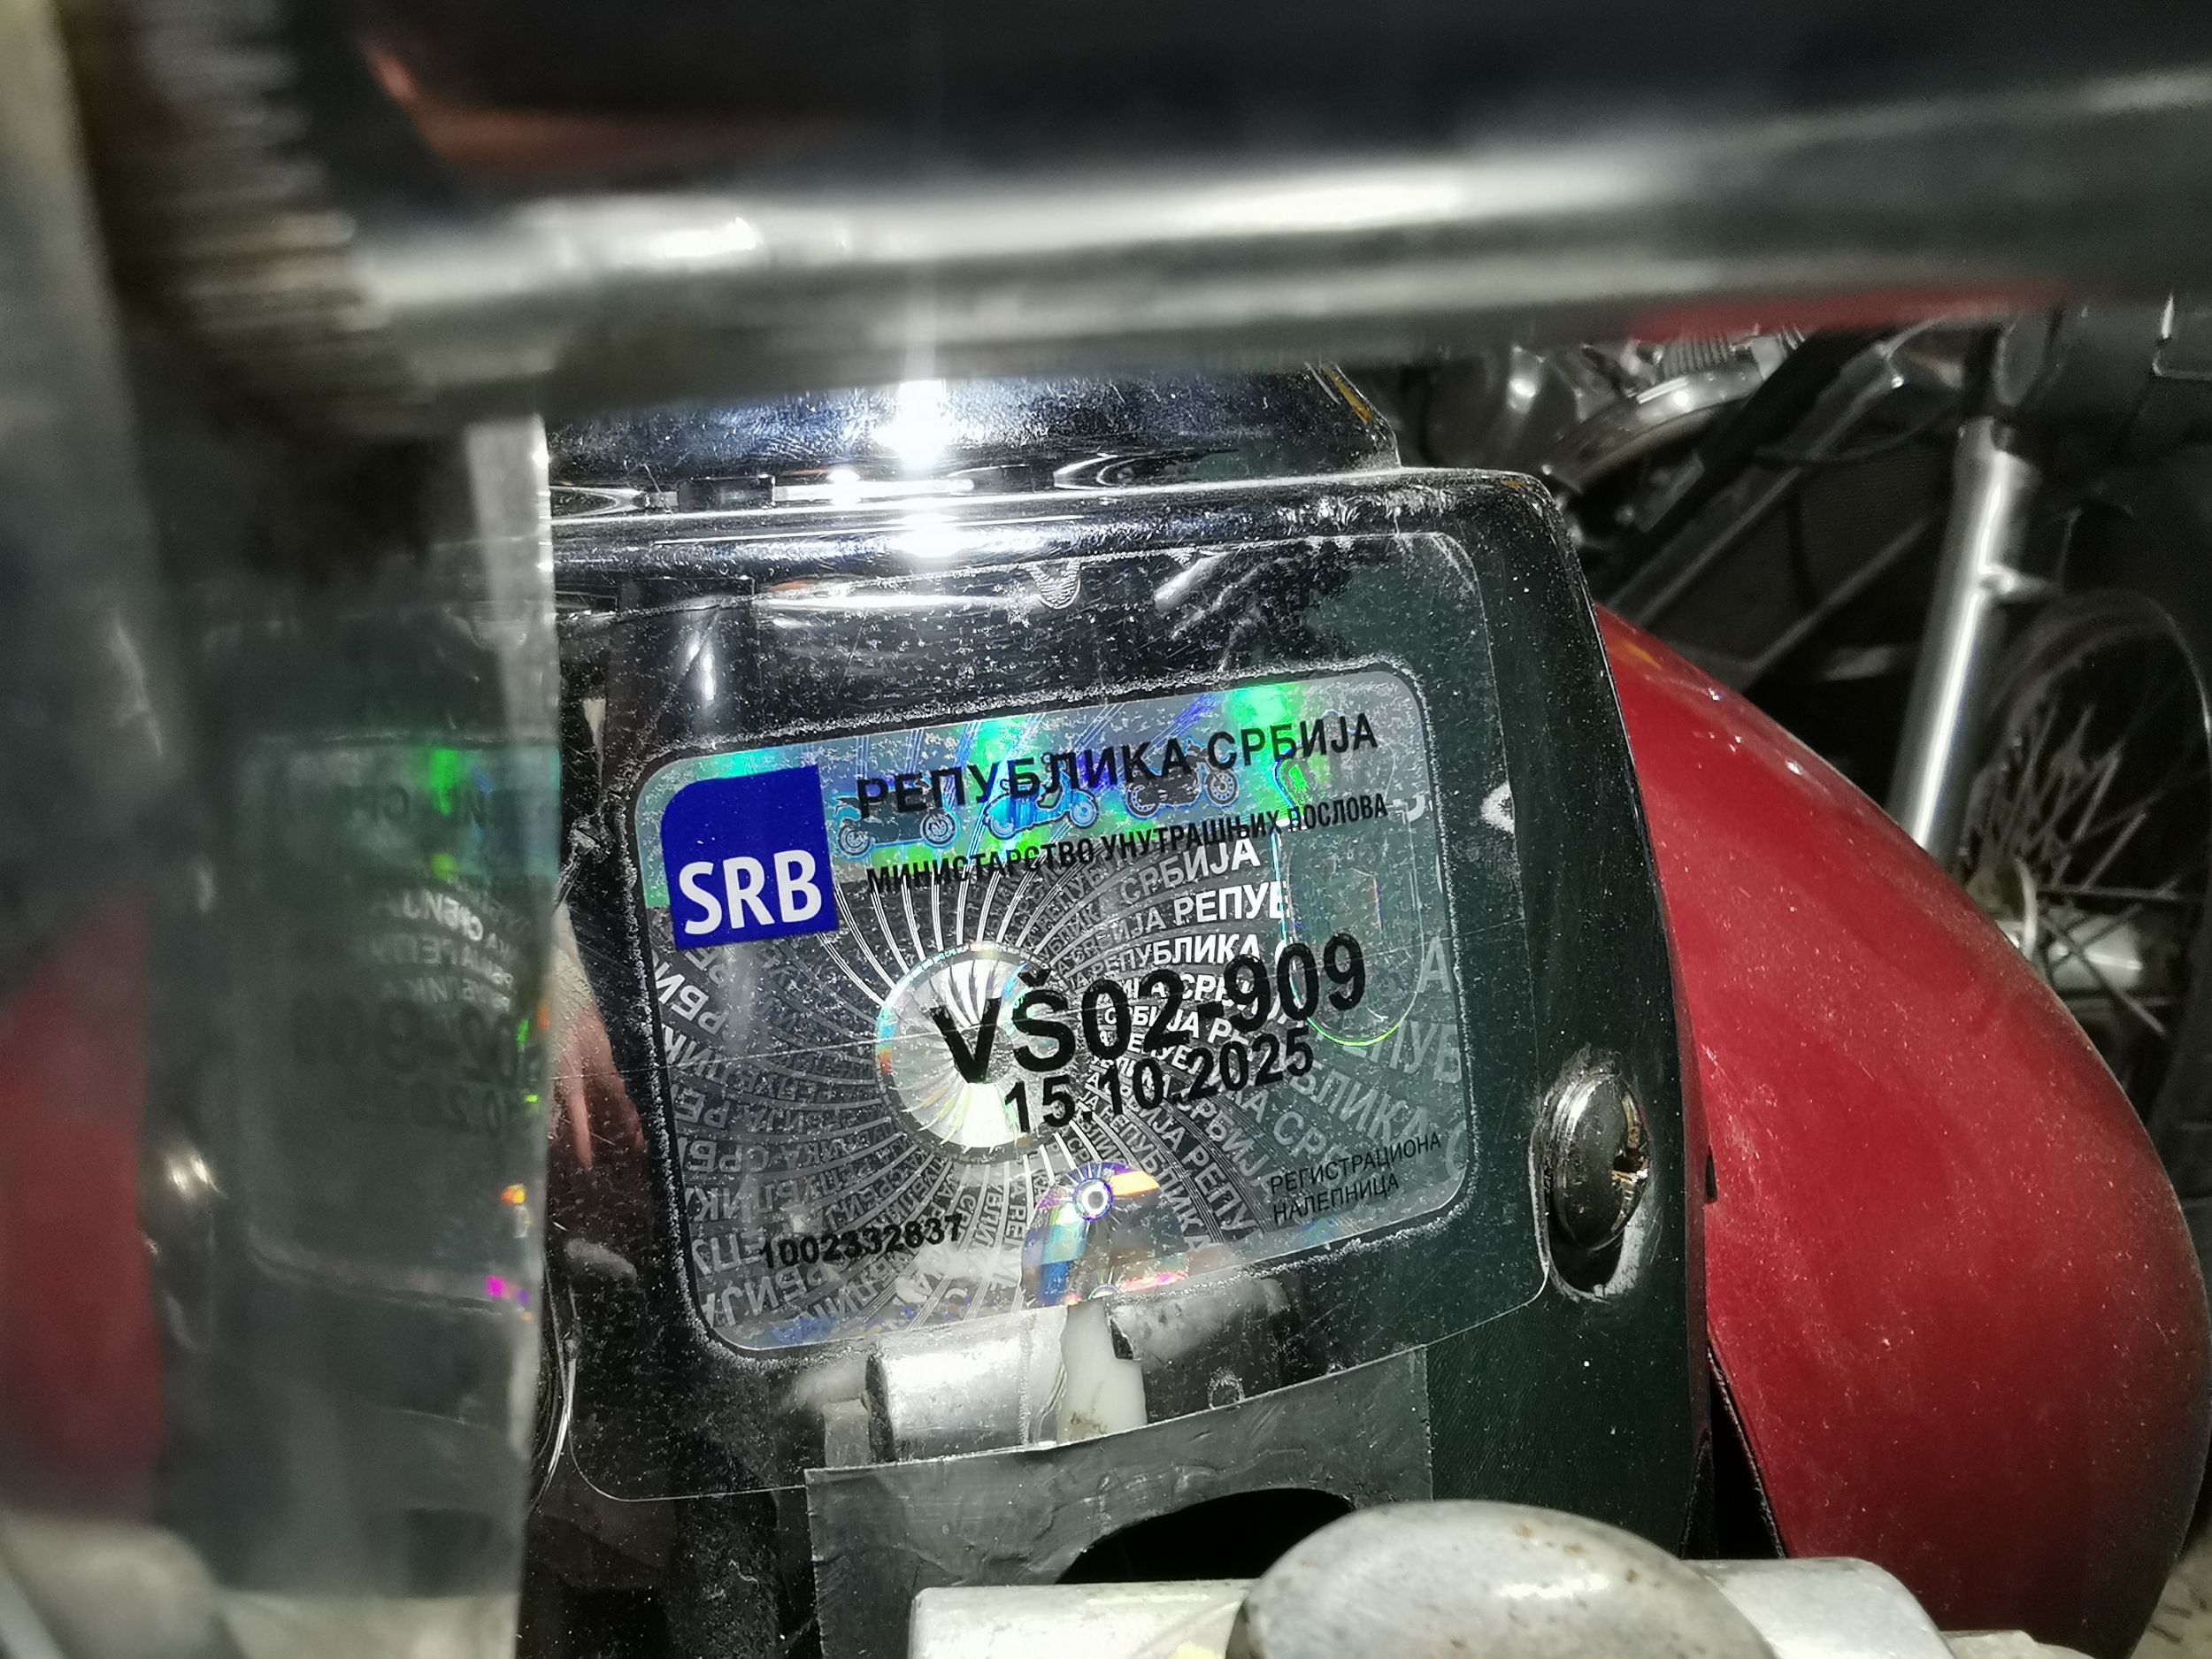 РЕПУБЛИКА СРБИЈА
МИНИСТАРСТВО УНУТРАШЊИХ ПОСЛОВА
SRB
VŠ02-909
15.10.2025
РЕГИСТРАЦИОНА
НАЛЕПНИЦА
1002332837